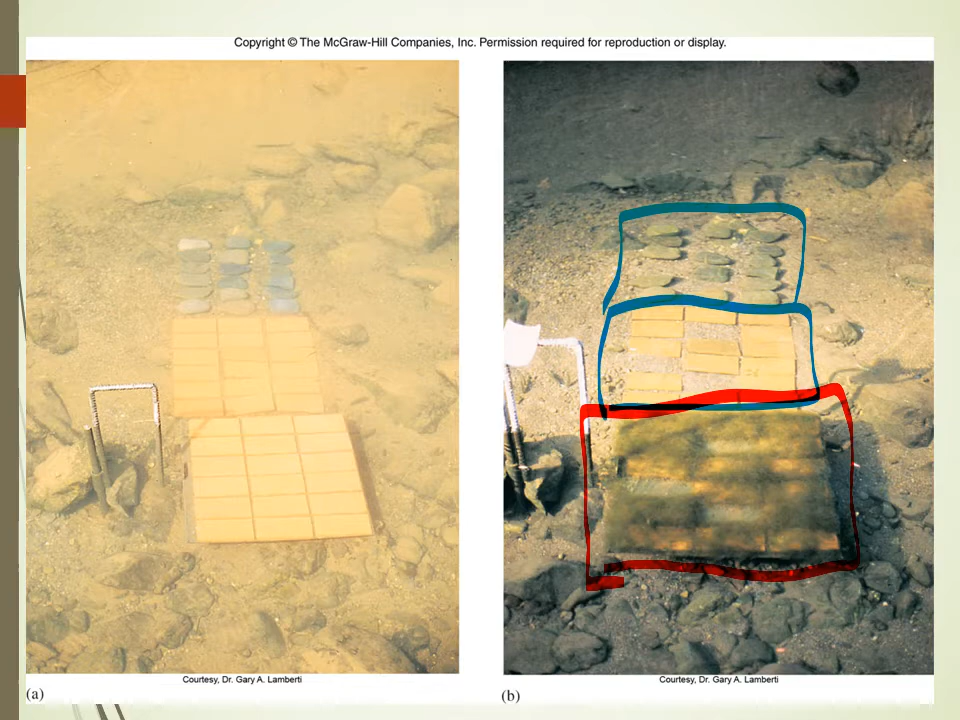 Copyright © The McGraw-Hill Companies, Inc. Permission required for reproduction or display.
Courtesy, Dr. Gary A. Lamberti
Courtesy, Dr. Gary A. Lamberti
(a)
(b)